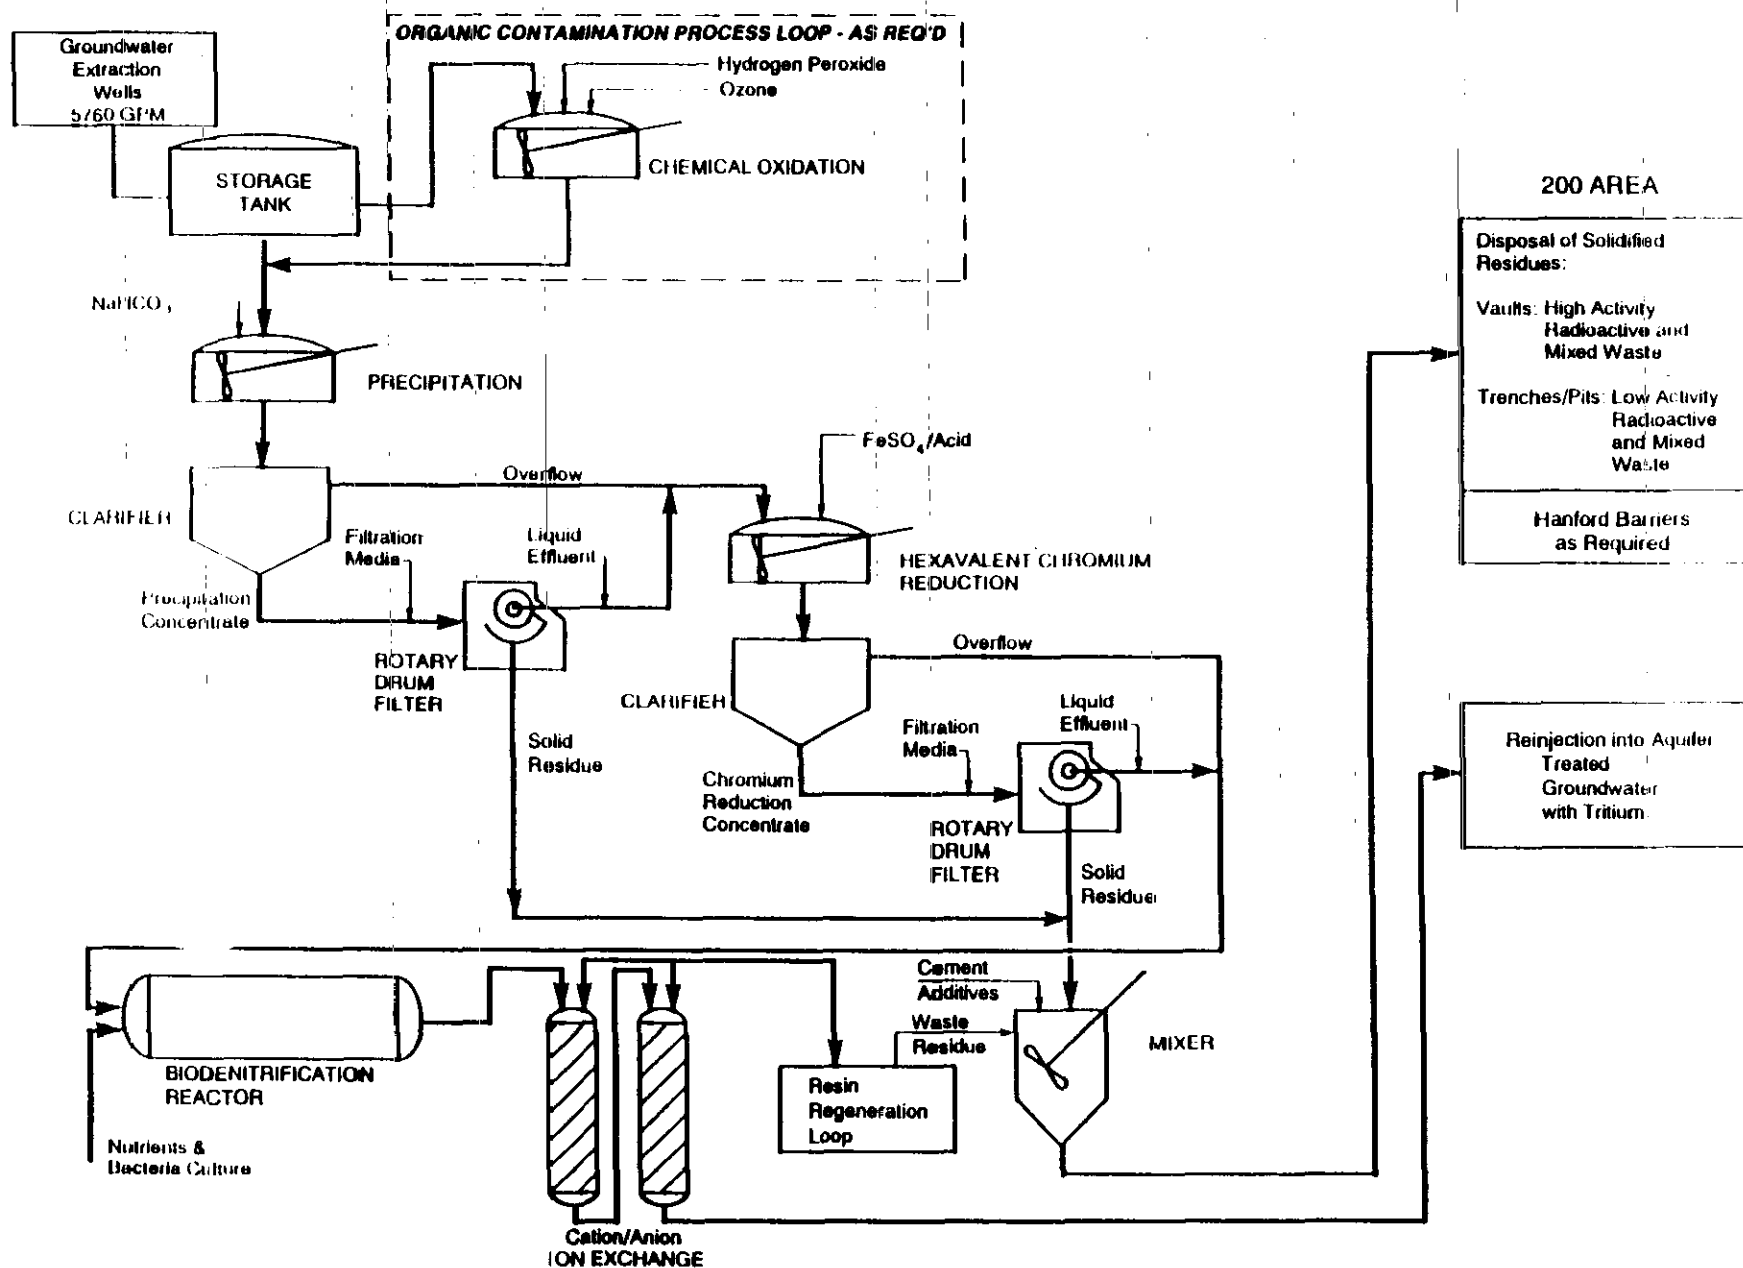 ORGANIC CONTAMINATION PROCESS LOOP - AS REQ'D
Groundwater
Extraction
Wells
5760 GPM
Hydrogen Peroxide
Ozone
CHEMICAL OXIDATION
STORAGE
TANK
NaHCO3
PRECIPITATION
FeSO4/Acid
Overflow
CLARIFIER
Filtration
Media
Liquid
Effluent
HEXAVALENT CHROMIUM
REDUCTION
Precipitation
Concentrate
ROTARY
DRUM
FILTER
Overflow
CLARIFIER
Solid
Residue
Filtration
Media
Liquid
Effluent
Chromium
Reduction
Concentrate
ROTARY
DRUM
FILTER
Solid
Residue
200 AREA
Disposal of Solidified
Residues:
Vaults: High Activity
Radioactive and
Mixed Waste
Trenches/Pits: Low Activity
Radioactive
and Mixed
Waste
Hanford Barriers
as Required
Reinjection into Aquifer
Treated
Groundwater
with Tritium
BIODENITRIFICATION
REACTOR
Nutrients &
Bacteria Culture
Cation/Anion
ION EXCHANGE
Resin
Regeneration
Loop
Cement
Additives
Waste
Residue
MIXER